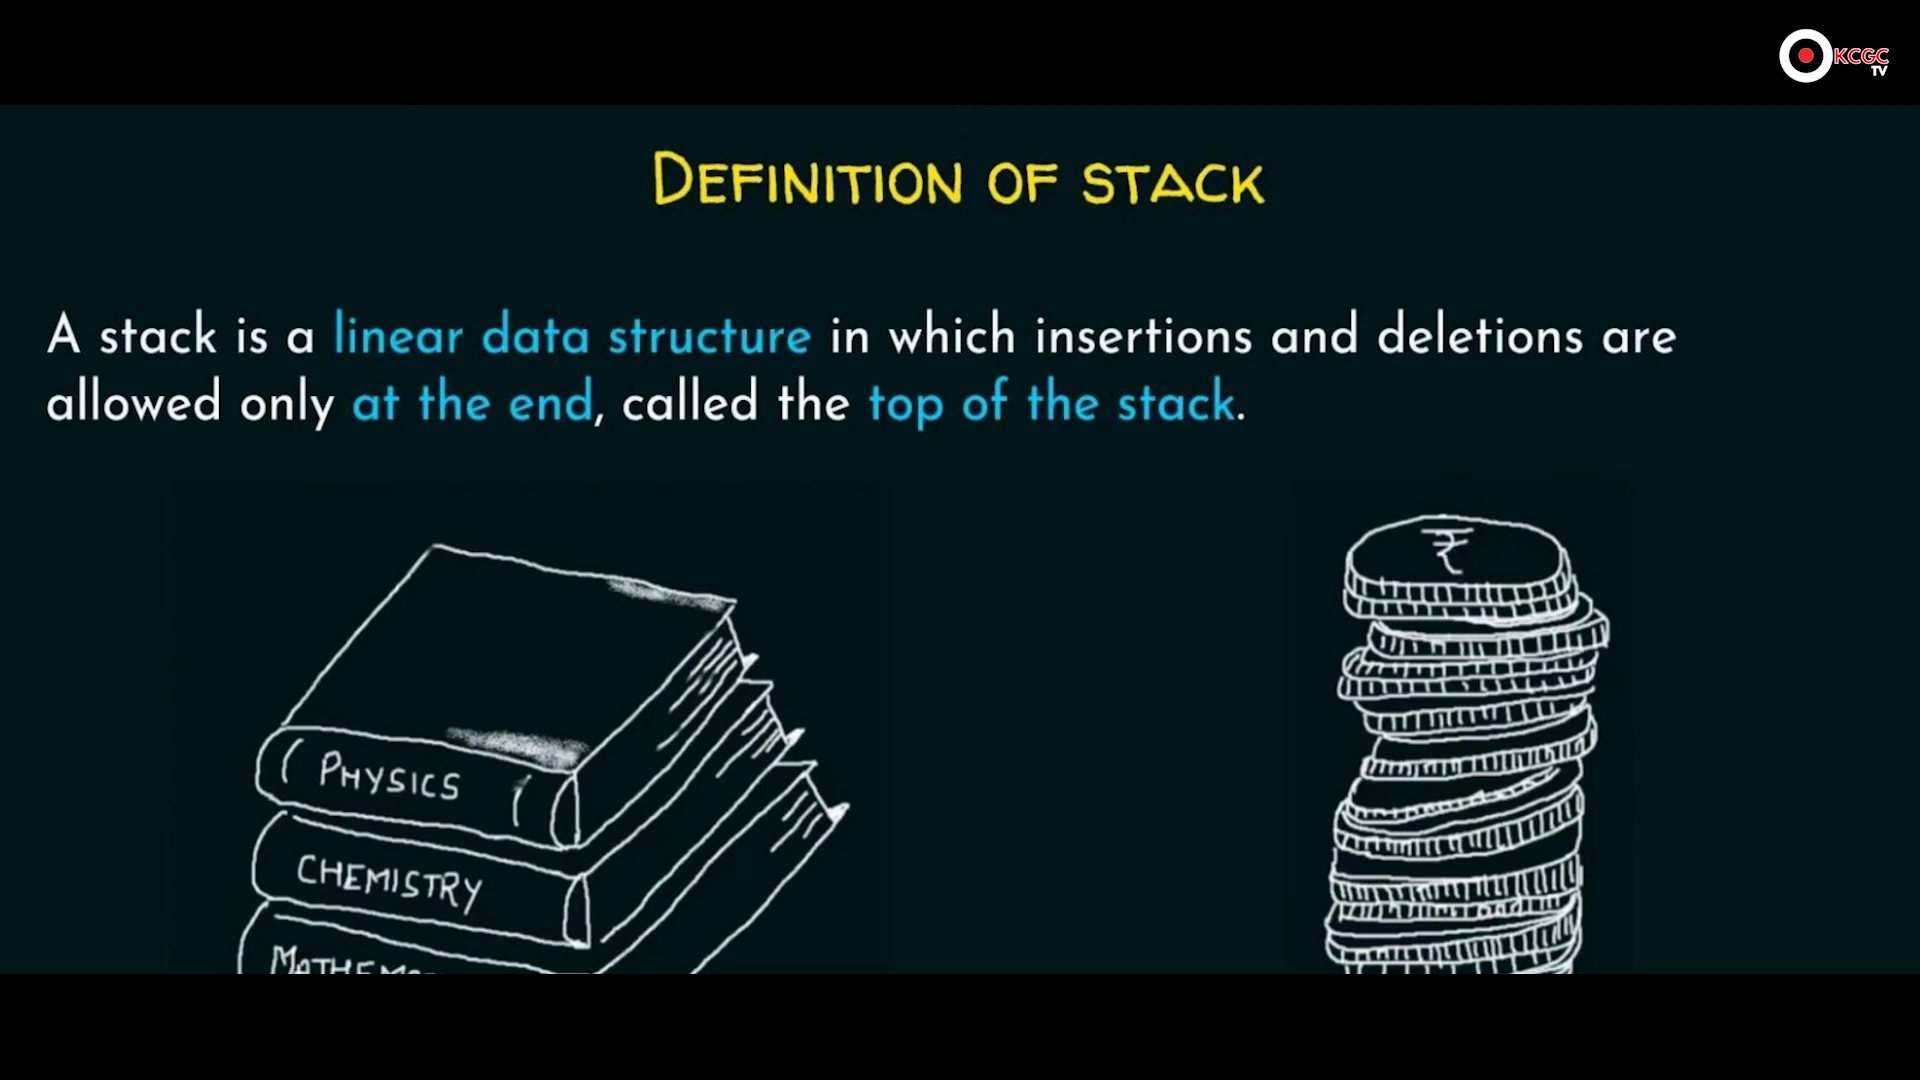 KCGC
TV
DEFINITION OF STACK
A stack is a linear data structure in which insertions and deletions are
allowed only at the end, called the top of the stack.
₹
PHYSICS
CHEMISTRY